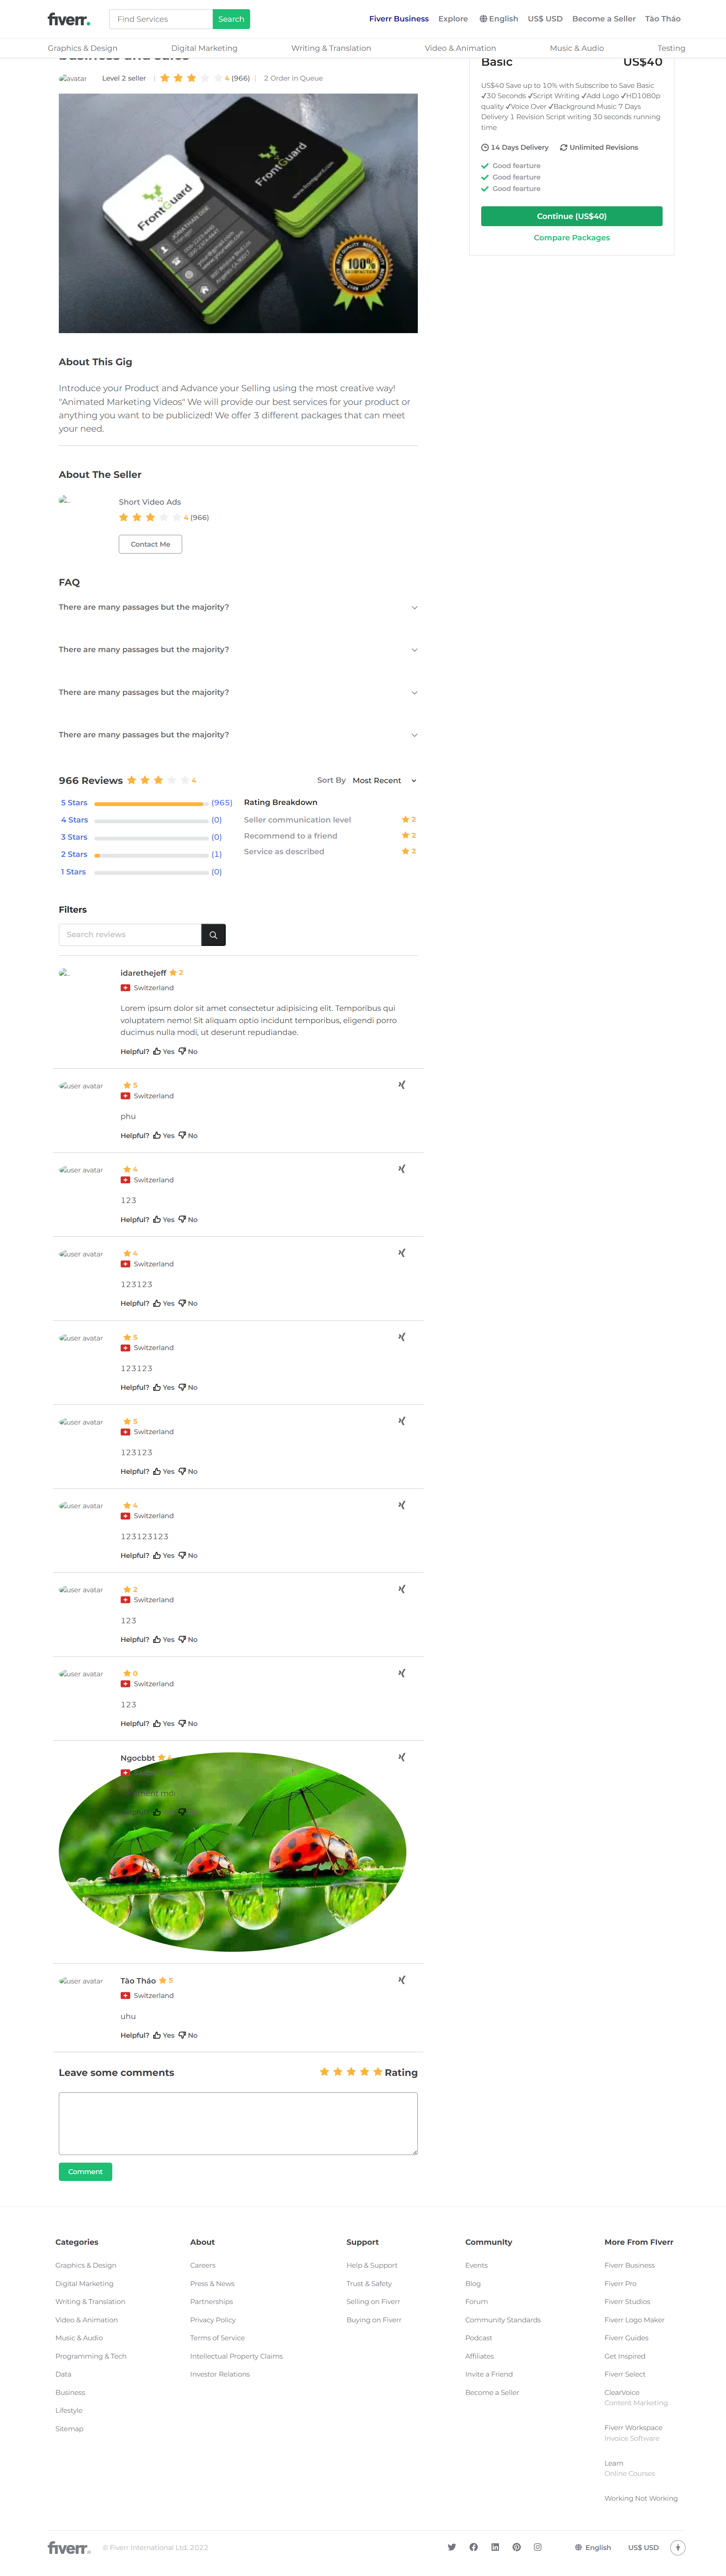 fiverr.
Find Services
Search
Fiverr Business
Explore
English
US$ USD
Become a Seller
Tào Tháo
Graphics & Design
Digital Marketing
Writing & Translation
Video & Animation
Music & Audio
Testing
avatar
Level 2 seller
|
4 (966)
|
2 Order in Queue
FrontGuard
FrontGuard
JONATHAN DOE
100%
SATISFACTION
BEST QUALITY
About This Gig
Introduce your Product and Advance your Selling using the most creative way!
"Animated Marketing Videos" We will provide our best services for your product or
anything you want to be publicized! We offer 3 different packages that can meet
your need.
About The Seller
Short Video Ads
4 (966)
Contact Me
FAQ
There are many passages but the majority?
There are many passages but the majority?
There are many passages but the majority?
There are many passages but the majority?
966 Reviews
4
Sort By
Most Recent
5 Stars
(965)
4 Stars
(0)
3 Stars
(0)
2 Stars
(1)
1 Stars
(0)
Rating Breakdown
Seller communication level
2
Recommend to a friend
2
Service as described
2
Filters
Search reviews
idarethejeff 2
Switzerland
Lorem ipsum dolor sit amet consectetur adipisicing elit. Temporibus qui
voluptatem nemo! Sit aliquam optio incidunt temporibus, eligendi porro
ducimus nulla modi, ut deserunt repudiandae.
Helpful? Yes No
user avatar
5
Switzerland
phu
Helpful? Yes No
user avatar
4
Switzerland
123
Helpful? Yes No
user avatar
4
Switzerland
123123
Helpful? Yes No
user avatar
5
Switzerland
123123
Helpful? Yes No
user avatar
5
Switzerland
123123
Helpful? Yes No
user avatar
4
Switzerland
123123123
Helpful? Yes No
user avatar
2
Switzerland
123
Helpful? Yes No
user avatar
0
Switzerland
123
Helpful? Yes No
Ngocbbt
user avatar
Tào Tháo 5
Switzerland
uhu
Helpful? Yes No
Leave some comments
Rating
Comment
Categories
Graphics & Design
Digital Marketing
Writing & Translation
Video & Animation
Music & Audio
Programming & Tech
Data
Business
Lifestyle
Sitemap
About
Careers
Press & News
Partnerships
Privacy Policy
Terms of Service
Intellectual Property Claims
Investor Relations
Support
Help & Support
Trust & Safety
Selling on Fiverr
Buying on Fiverr
Community
Events
Blog
Forum
Community Standards
Podcast
Affiliates
Invite a Friend
Become a Seller
More From Fiverr
Fiverr Business
Fiverr Pro
Fiverr Studios
Fiverr Logo Maker
Fiverr Guides
Get Inspired
Fiverr Select
ClearVoice
Content Marketing
Fiverr Workspace
Invoice Software
Learn
Online Courses
Working Not Working
fiverr.
© Fiverr International Ltd. 2022
English
US$ USD
Basic
US$40
US$40 Save up to 10% with Subscribe to Save Basic
✓30 Seconds ✓Script Writing ✓Add Logo ✓HD1080p
quality ✓Voice Over ✓Background Music 7 Days
Delivery 1 Revision Script writing 30 seconds running
time
14 Days Delivery
Unlimited Revisions
Good fearture
Good fearture
Good fearture
Continue (US$40)
Compare Packages